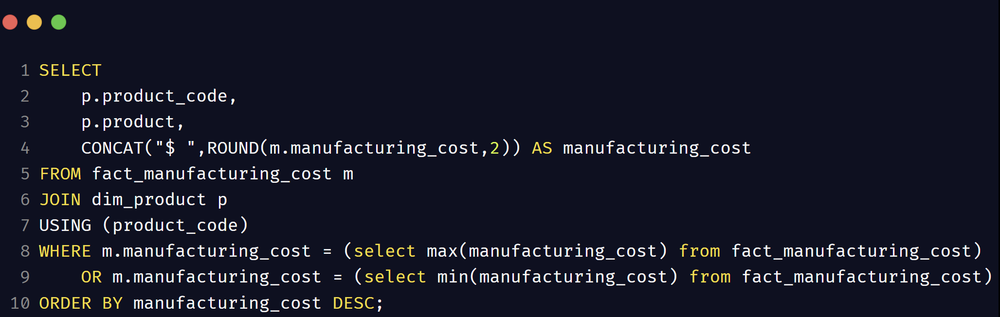 1 SELECT
2     p.product_code,
3     p.product,
4     CONCAT("$ ",ROUND(m.manufacturing_cost,2)) AS manufacturing_cost
5 FROM fact_manufacturing_cost m
6 JOIN dim_product p
7 USING (product_code)
8 WHERE m.manufacturing_cost = (select max(manufacturing_cost) from fact_manufacturing_cost)
9     OR m.manufacturing_cost = (select min(manufacturing_cost) from fact_manufacturing_cost)
10 ORDER BY manufacturing_cost DESC;